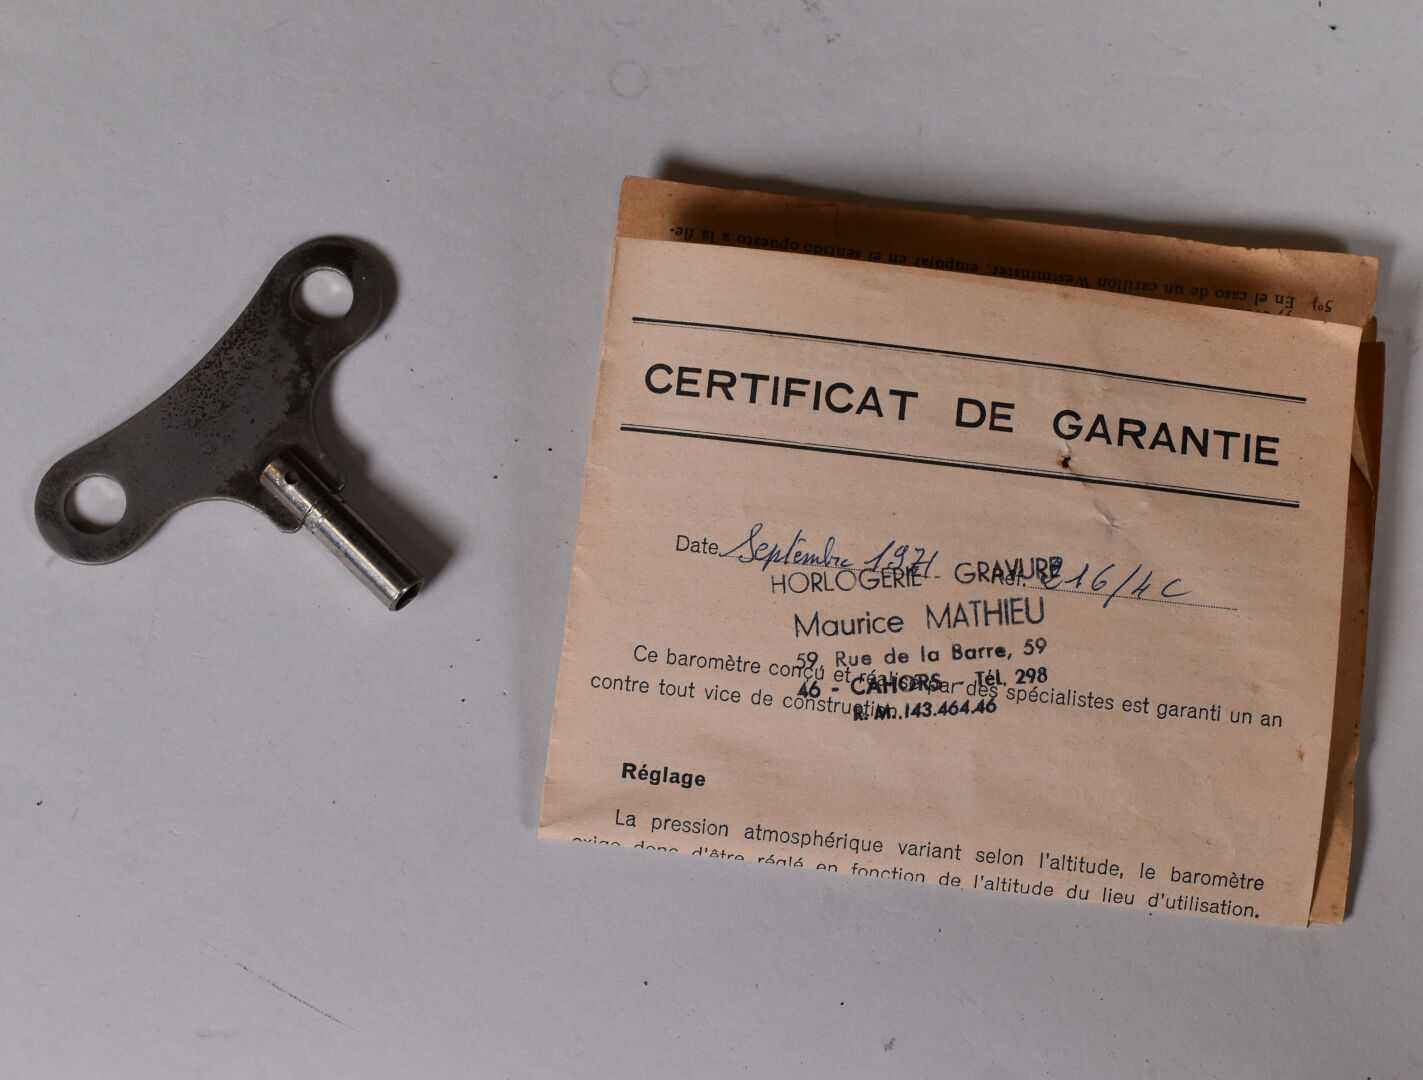 5º) En el caso de un carillón Westminster, empujar en el sentido opuesto a la fle-
CERTIFICAT DE GARANTIE
Date Septembre 1971 Réf. 216/4C
HORLOGERIE - GRAVURE
Maurice MATHIEU
59, Rue de la Barre, 59
46 - CAHORS - Tél. 298
R. M. 143.464.46
Ce baromètre conçu et réalisé par des spécialistes est garanti un an
contre tout vice de construction.
Réglage
La pression atmosphérique variant selon l'altitude, le baromètre
exige donc d'être réglé en fonction de l'altitude du lieu d'utilisation.